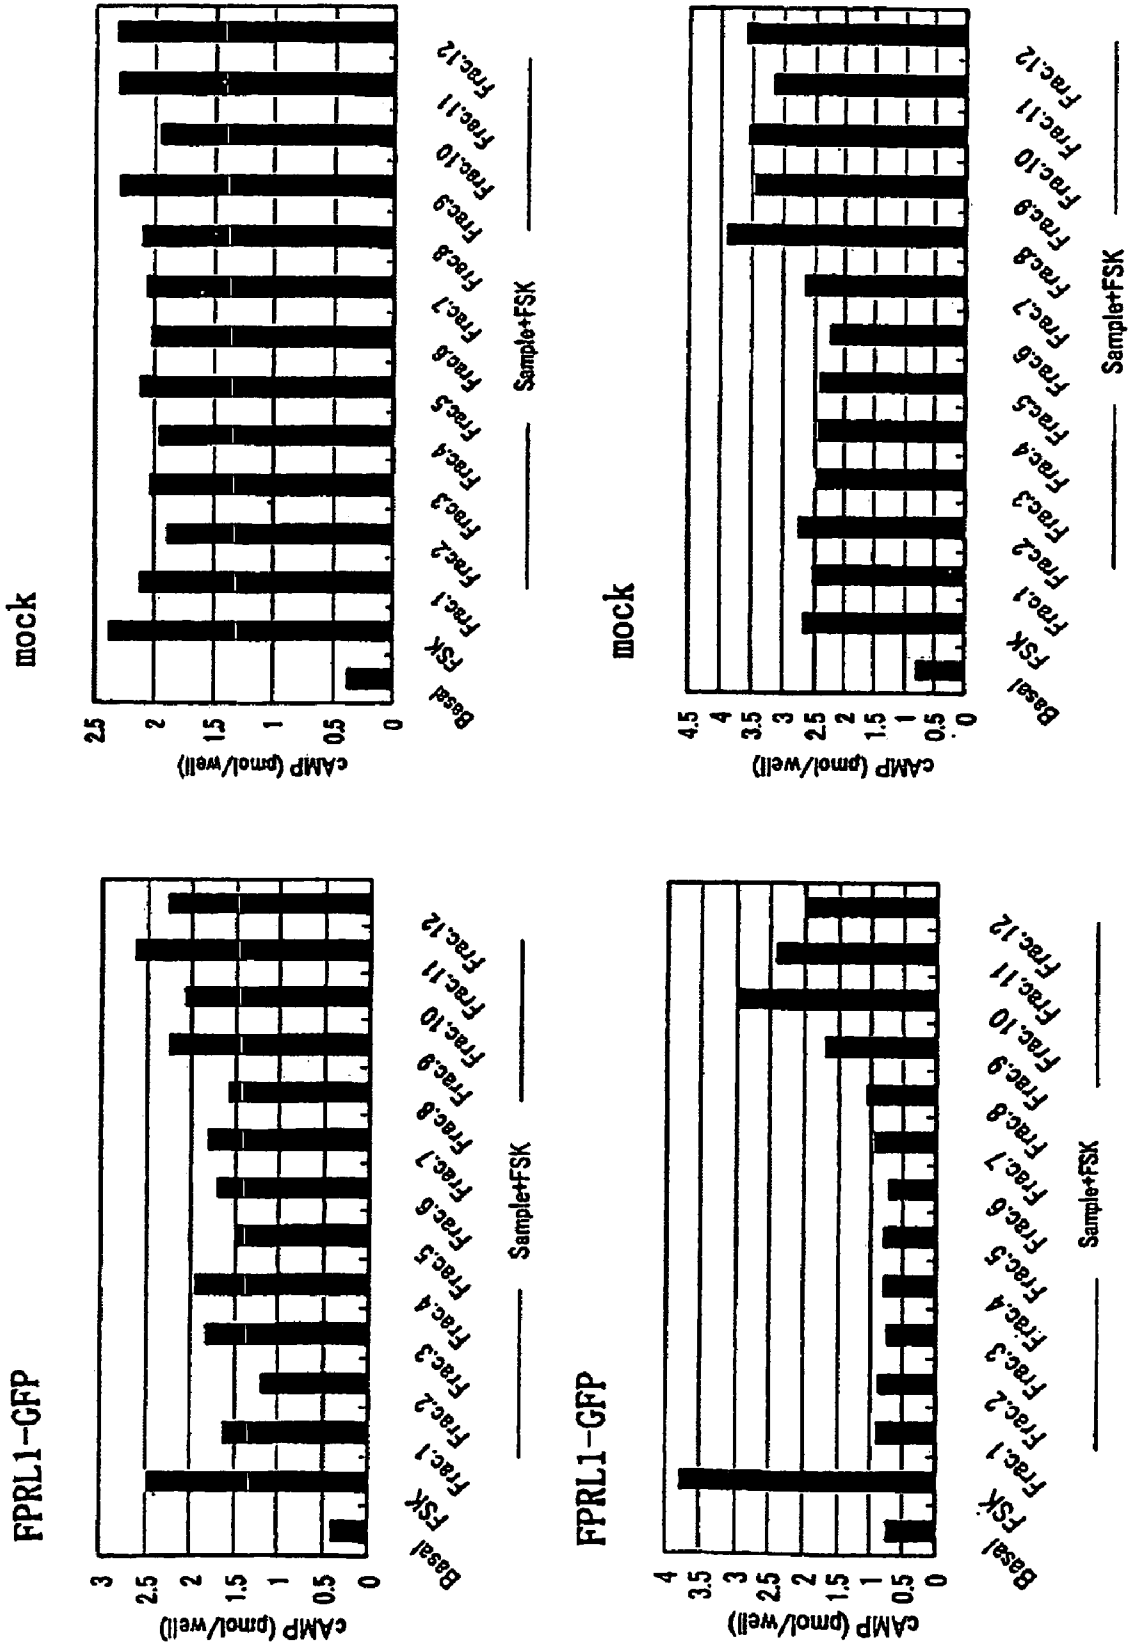 FPRL1-GFP
cAMP (pmol/well)
3
2.5
2
1.5
1
0.5
0
Basal
FSK
Frac.1
Frac.2
Frac.3
Frac.4
Frac.5
Frac.6
Frac.7
Frac.8
Frac.9
Frac.10
Frac.11
Frac.12
Sample+FSK
mock
cAMP (pmol/well)
2.5
2
1.5
1
0.5
0
Basal
FSK
Frac.1
Frac.2
Frac.3
Frac.4
Frac.5
Frac.6
Frac.7
Frac.8
Frac.9
Frac.10
Frac.11
Frac.12
Sample+FSK
FPRL1-GFP
cAMP (pmol/well)
4
3.5
3
2.5
2
1.5
1
0.5
0
Basal
FSK
Frac.1
Frac.2
Frac.3
Frac.4
Frac.5
Frac.6
Frac.7
Frac.8
Frac.9
Frac.10
Frac.11
Frac.12
Sample+FSK
mock
cAMP (pmol/well)
4.5
4
3.5
3
2.5
2
1.5
1
0.5
0
Basal
FSK
Frac.1
Frac.2
Frac.3
Frac.4
Frac.5
Frac.6
Frac.7
Frac.8
Frac.9
Frac.10
Frac.11
Frac.12
Sample+FSK